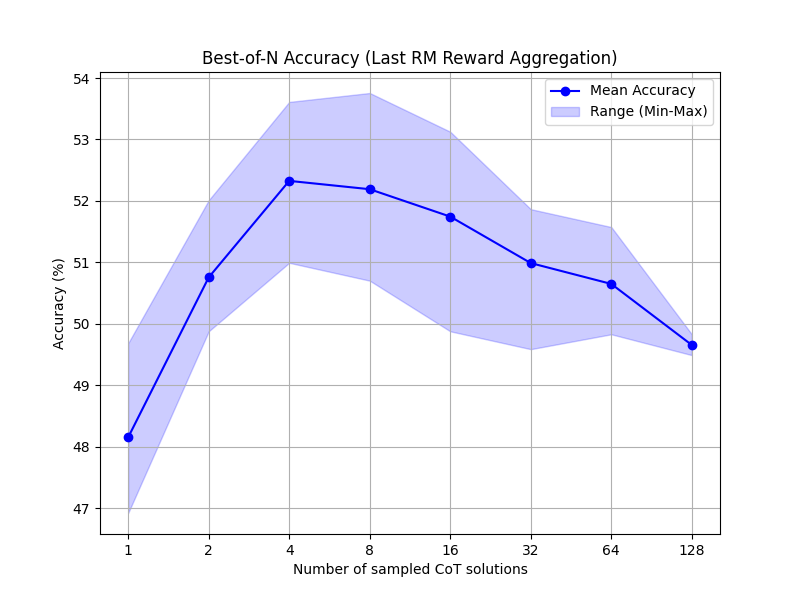 Best-of-N Accuracy (Last RM Reward Aggregation)
Mean Accuracy
Range (Min-Max)
Accuracy (%)
54
53
52
51
50
49
48
47
1 2 4 8 16 32 64 128
Number of sampled CoT solutions